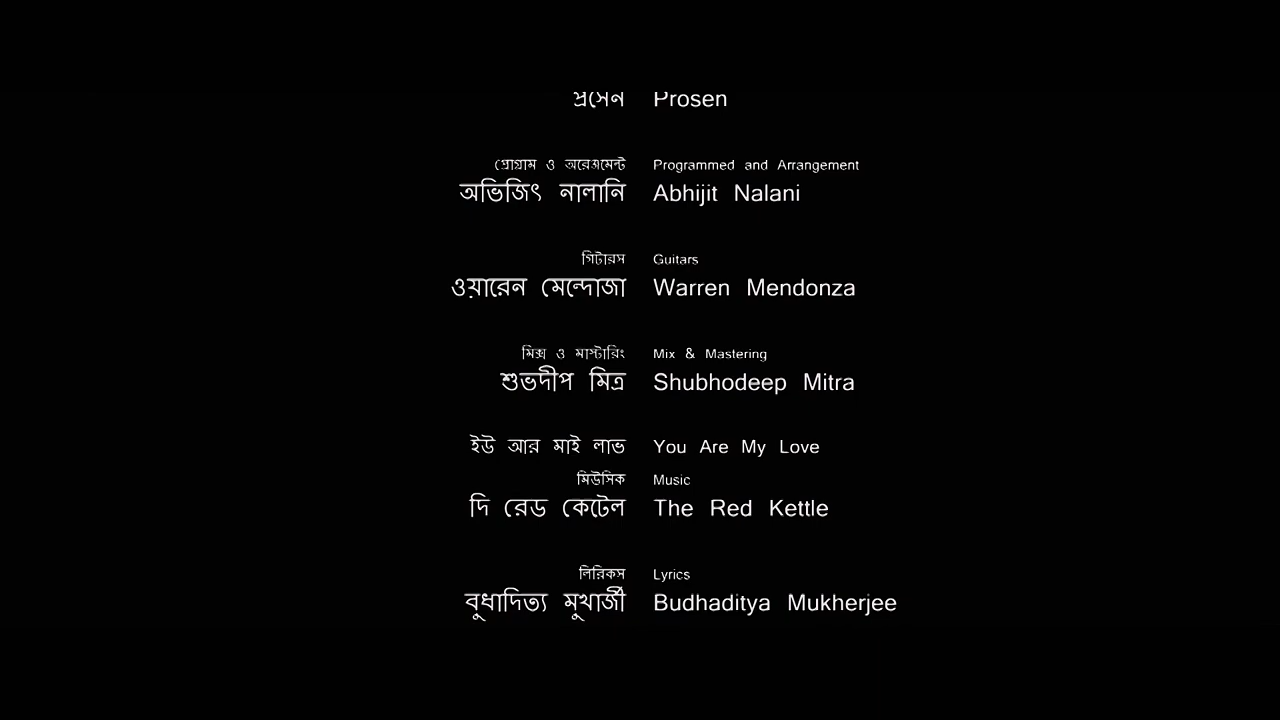 প্রসেন Prosen
প্রোগ্রাম ও অরেঞ্জমেন্ট Programmed and Arrangement
অভিজিৎ নালানি Abhijit Nalani
গিটারস Guitars
ওয়ারেন মেন্দোজা Warren Mendonza
মিক্স ও মাস্টারিং Mix & Mastering
শুভদীপ মিত্র Shubhodeep Mitra
ইউ আর মাই লাভ You Are My Love
মিউসিক Music
দি রেড কেটেল The Red Kettle
লিরিকস Lyrics
বুধাদিত্য মুখার্জী Budhaditya Mukherjee